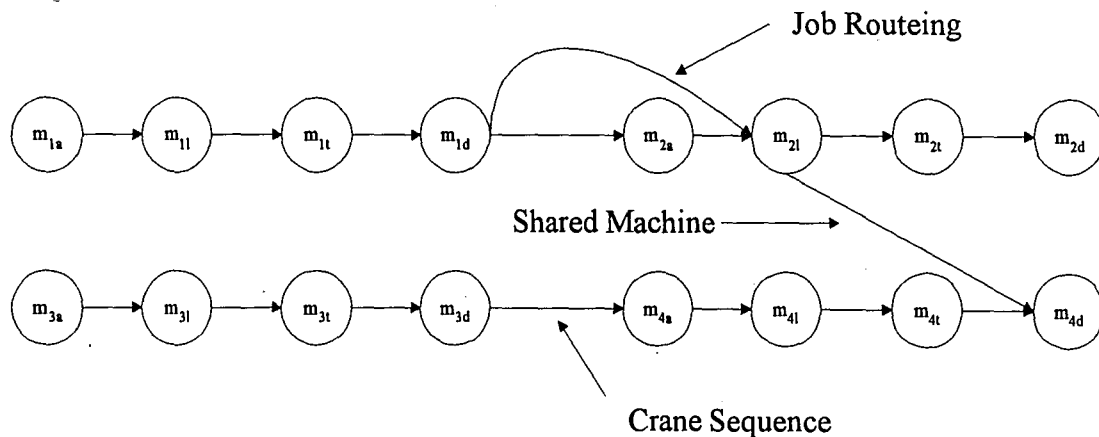 Job Routeing
m1a m1l m1t m1d m2a m2l m2t m2d
Shared Machine
m3a m3l m3t m3d m4a m4l m4t m4d
Crane Sequence